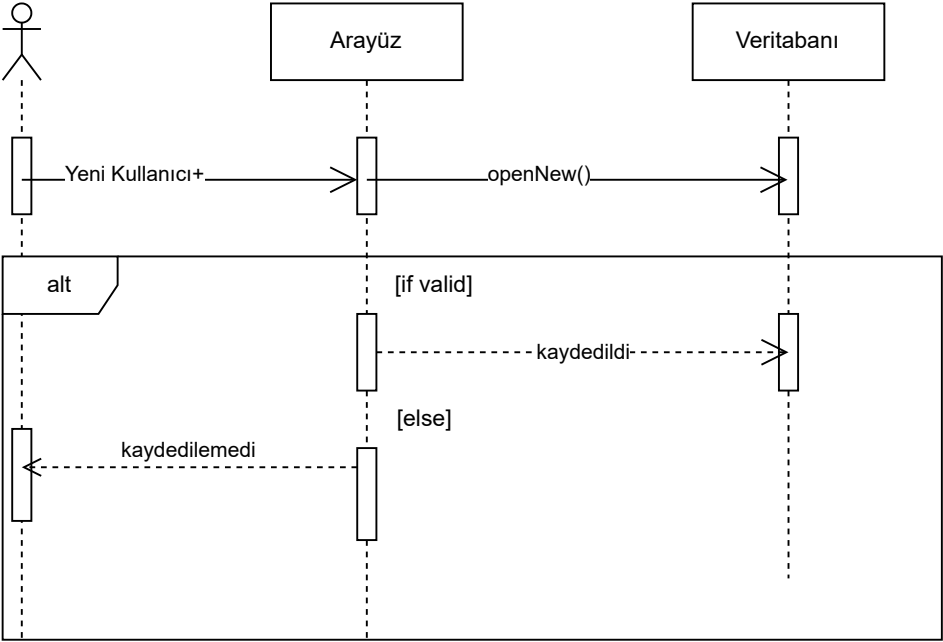 Arayüz
Veritabanı
Yeni Kullanıcı+
openNew()
alt
[if valid]
kaydedildi
[else]
kaydedilemedi